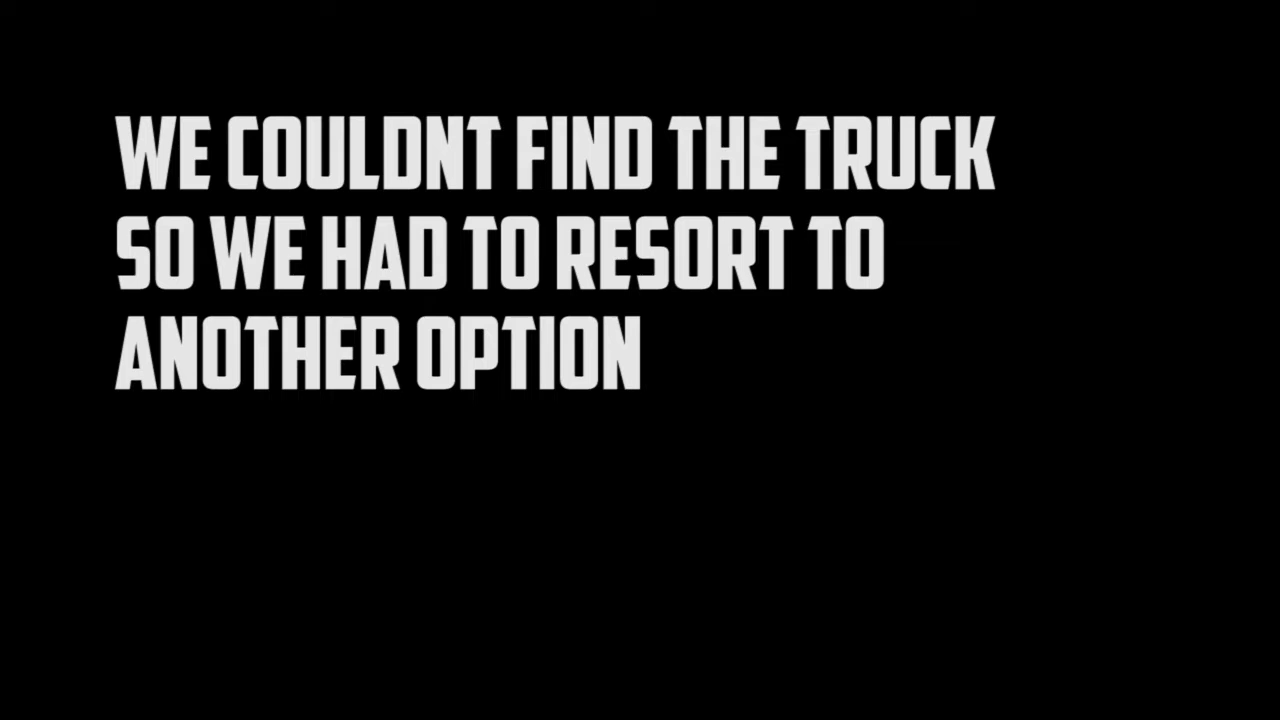 WE COULDNT FIND THE TRUCK
SO WE HAD TO RESORT TO
ANOTHER OPTION